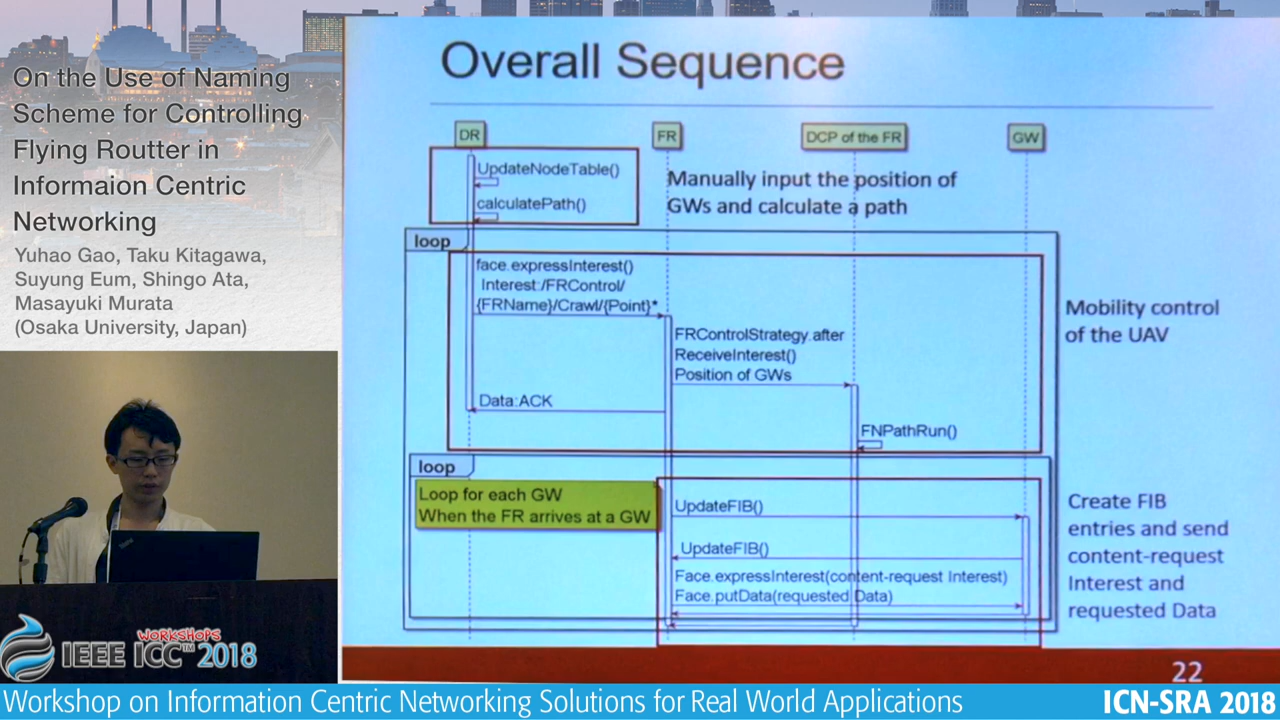 On the Use of Naming
Scheme for Controlling
Flying Routter in
Informaion Centric
Networking
Yuhao Gao, Taku Kitagawa,
Suyung Eum, Shingo Ata,
Masayuki Murata
(Osaka University, Japan)
WORKSHOPS
IEEE ICC™ 2018
Overall Sequence
DR
FR
DCP of the FR
GW
UpdateNodeTable()
calculatePath()
Manually input the position of
GWs and calculate a path
loop
face.expressInterest()
Interest:/FRControl/
{FRName}/Crawl/{Point}*
FRControlStrategy.after
ReceiveInterest()
Position of GWs
Data:ACK
FNPathRun()
Mobility control
of the UAV
loop
Loop for each GW
When the FR arrives at a GW
UpdateFIB()
UpdateFIB()
Face.expressInterest(content-request Interest)
Face.putData(requested Data)
Create FIB
entries and send
content-request
Interest and
requested Data
22
Workshop on Information Centric Networking Solutions for Real World Applications
ICN-SRA 2018